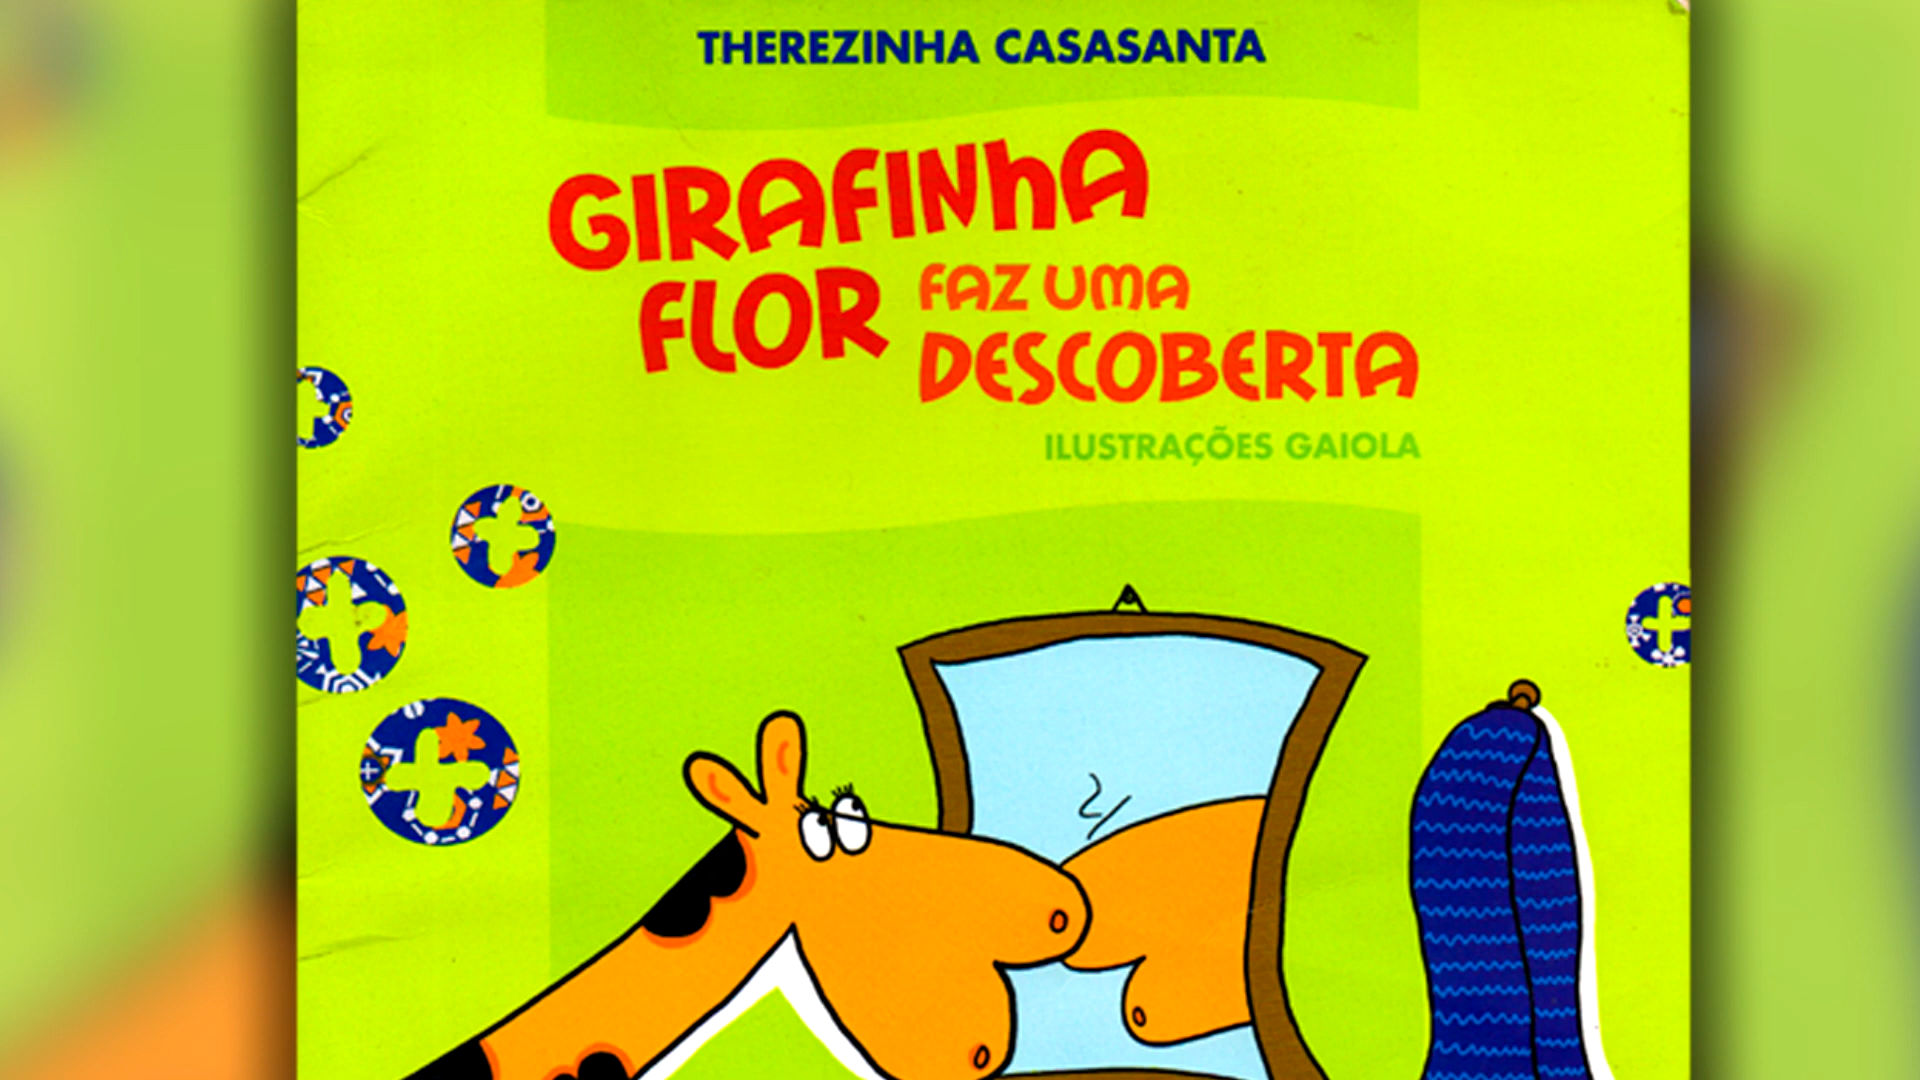 THEREZINHA CASASANTA
GIRAFINHA
FLOR FAZ UMA
DESCOBERTA
ILUSTRAÇÕES GAIOLA